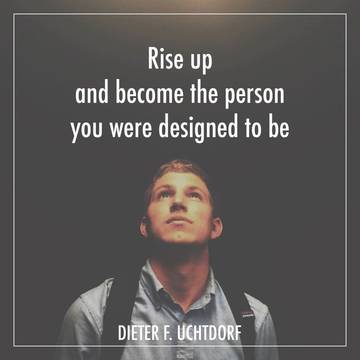 Rise up
and become the person
you were designed to be
DIETER F. UCHTDORF